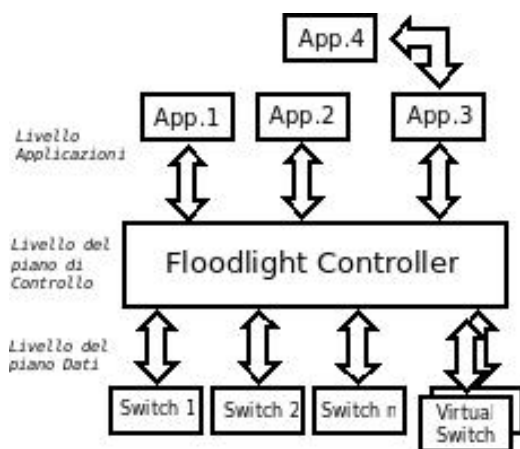 App.4
App.1
App.2
App.3
Livello
Applicazioni
Livello del
piano di
Controllo
Floodlight Controller
Livello del
piano Dati
Switch 1
Switch 2
Switch n
Virtual
Switch